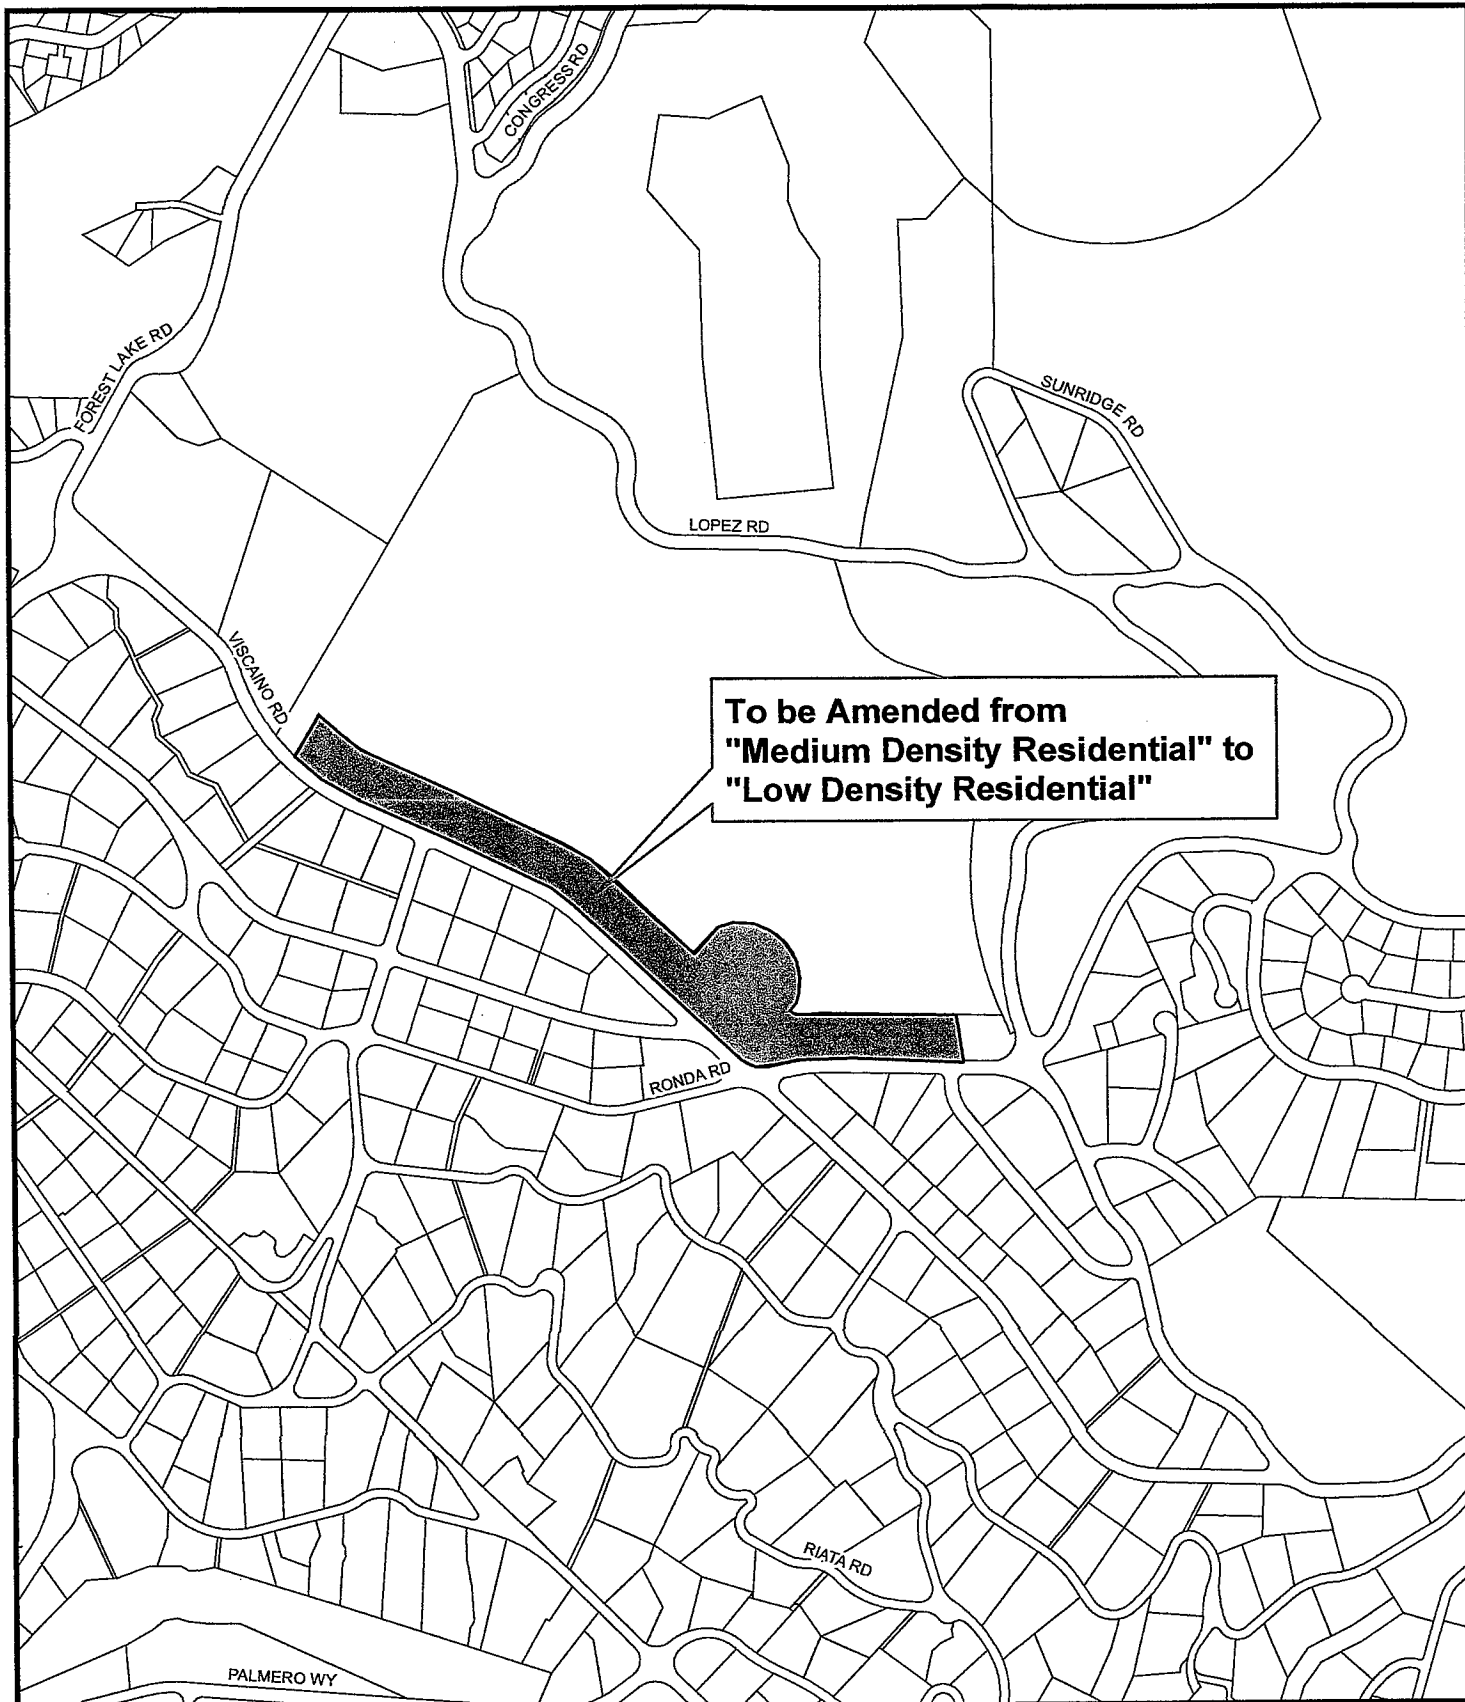 CONGRESS RD
FOREST LAKE RD
SUNRIDGE RD
LOPEZ RD
VISCAINO RD
To be Amended from
"Medium Density Residential" to
"Low Density Residential"
RONDA RD
RIATA RD
PALMERO WY